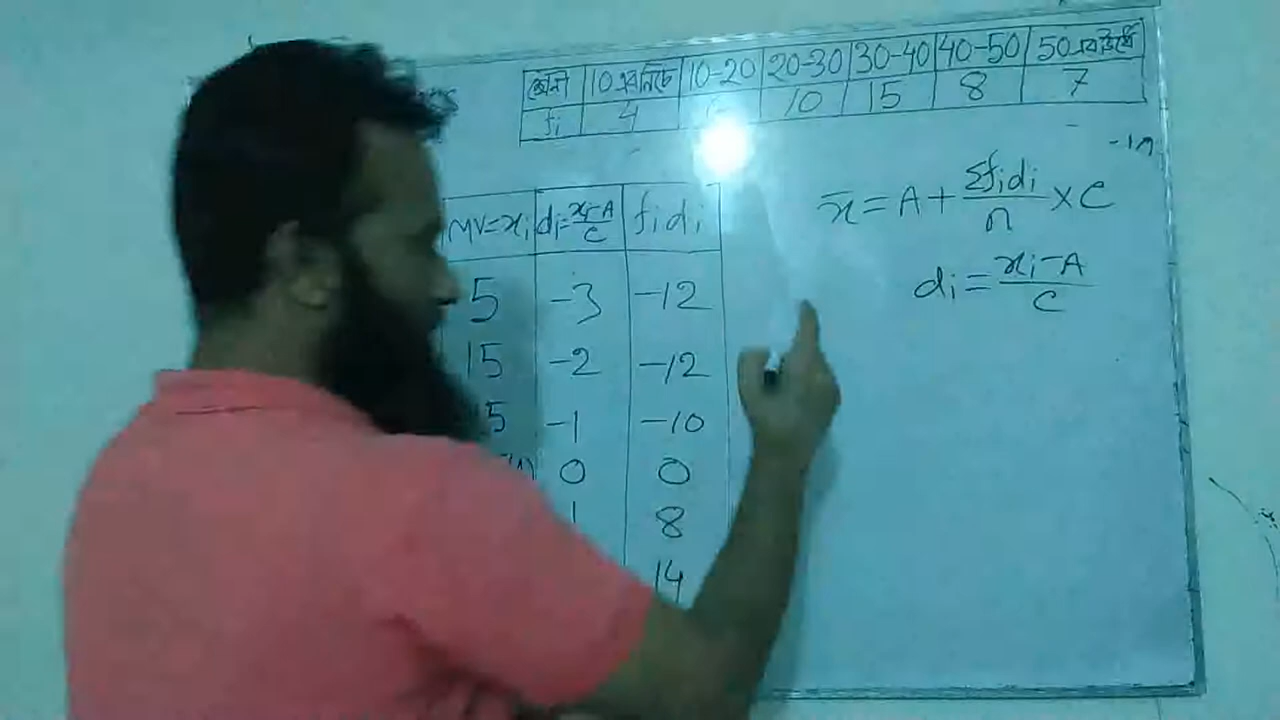 শ্রেণী 10 এর নিচে 10-20 20-30 30-40 40-50 50 এর উর্ধ্বে
fi 4 10 15 8 7
MV=xi di=xi-A/C fidi
x̄=A+Σfidi/n×C
di=xi-A/C
5 -3 -12
15 -2 -12
5 -1 -10
0 0
1 8
14